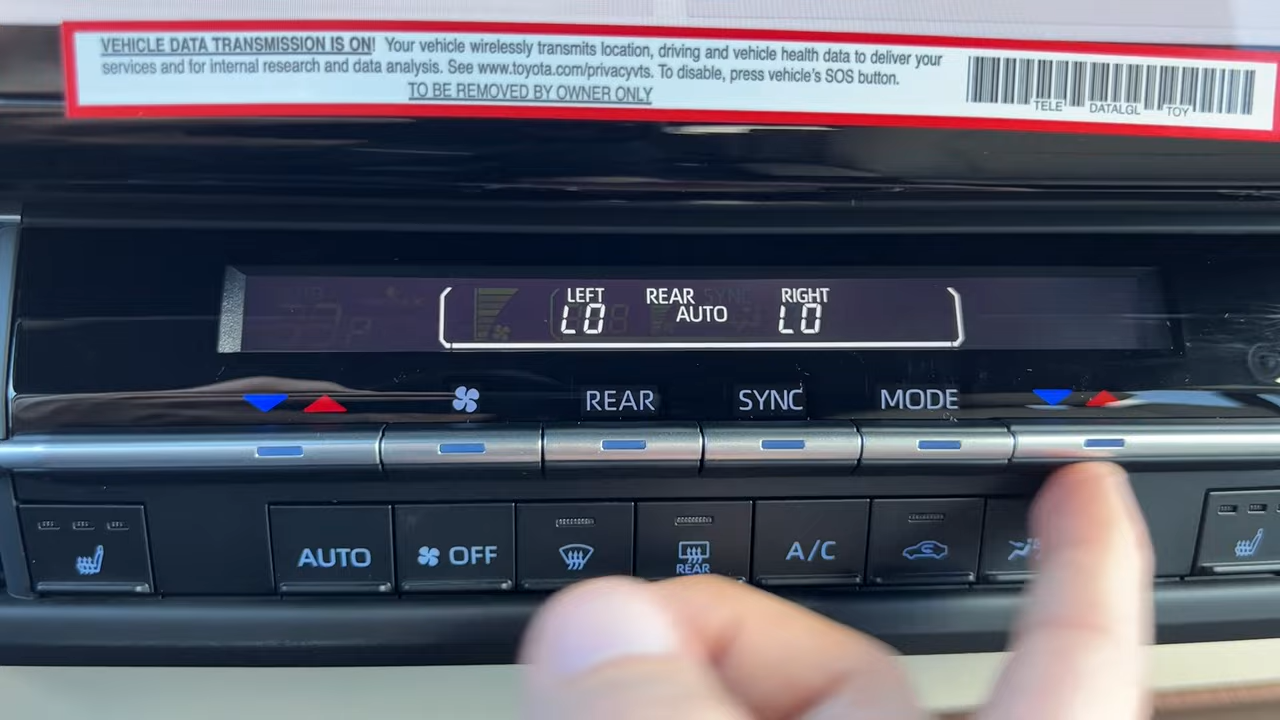 VEHICLE DATA TRANSMISSION IS ON! Your vehicle wirelessly transmits location, driving and vehicle health data to deliver your
services and for internal research and data analysis. See www.toyota.com/privacyvts. To disable, press vehicle's SOS button.
TO BE REMOVED BY OWNER ONLY
TELE DATALGL TOY
LEFT REAR SYNC RIGHT
LO AUTO LO
REAR SYNC MODE
AUTO OFF A/C
REAR